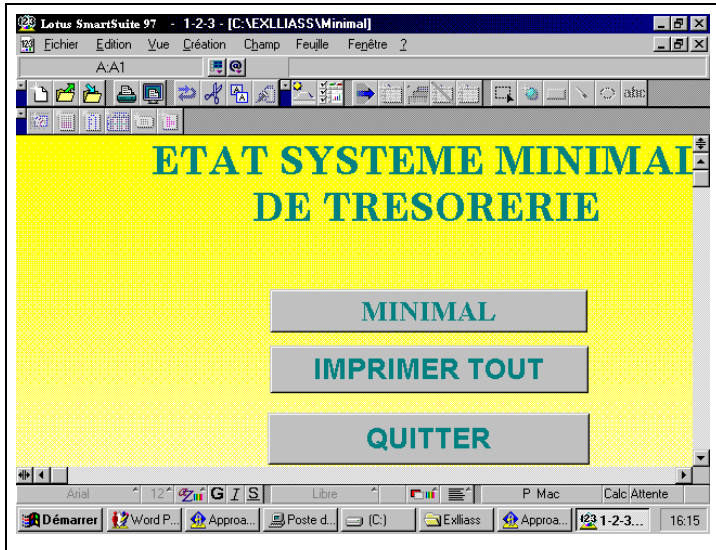 Lotus SmartSuite 97 - 1-2-3 - [C:\EXLLIASS\Minimal]
Fichier Edition Vue Création Champ Feuille Fenêtre ?
A:A1
abc
ETAT SYSTEME MINIMAL
DE TRESORERIE
MINIMAL
IMPRIMER TOUT
QUITTER
Arial 12 G I S Libre P Mac Calc Attente
Démarrer Word P... Approa... Poste d... (C:) Exlliass Approa... 1-2-3... 16:15